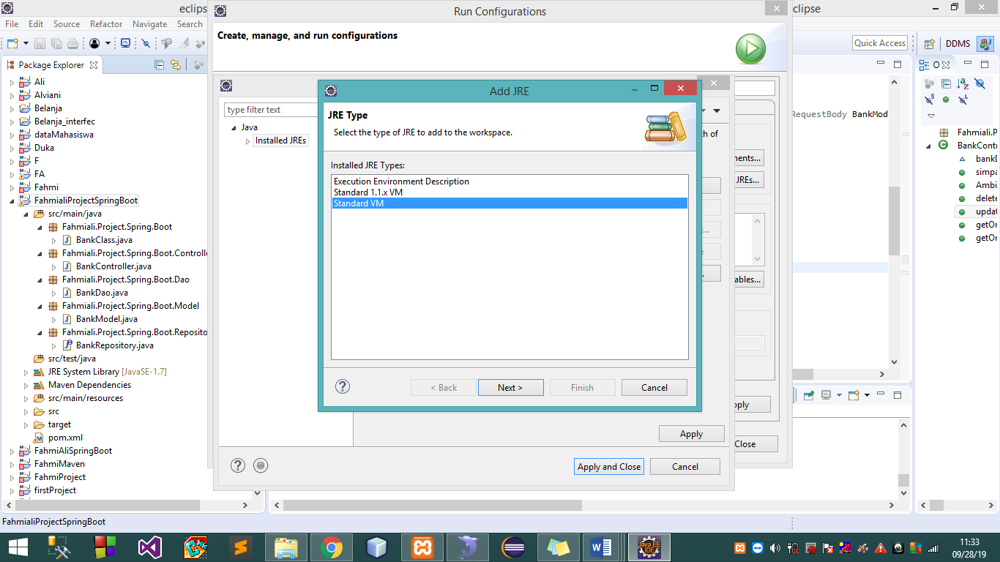 eclips
Run Configurations
clipse
File Edit Source Refactor Navigate Search
Create, manage, and run configurations
Quick Access
DDMS
Package Explorer
O
Ali
Alviani
Belanja
Belanja_interfec
dataMahasiswa
Duka
F
FA
Fahmi
FahmialiProjectSpringBoot
src/main/java
Fahmiali.Project.Spring.Boot
BankClass.java
Fahmiali.Project.Spring.Boot.Controlle
BankController.java
Fahmiali.Project.Spring.Boot.Dao
BankDao.java
Fahmiali.Project.Spring.Boot.Model
BankModel.java
Fahmiali.Project.Spring.Boot.Reposito
BankRepository.java
src/test/java
JRE System Library [JavaSE-1.7]
Maven Dependencies
src/main/resources
src
target
pom.xml
FahmiAliSpringBoot
FahmiMaven
FahmiProject
firstProject
type filter text
Java
Installed JREs
Add JRE
JRE Type
Select the type of JRE to add to the workspace.
Installed JRE Types:
Execution Environment Description
Standard 1.1.x VM
Standard VM
< Back
Next >
Finish
Cancel
Apply
Apply and Close
Cancel
th of
nents...
JREs...
e...
e
.
ables...
pply
Close
RequestBody BankMod
Fahmiali.P
BankContr
bankD
simpa
Ambi
delete
updat
getOr
getOr
FahmialiProjectSpringBoot
Java EE
IDE
11:33
09/28/19